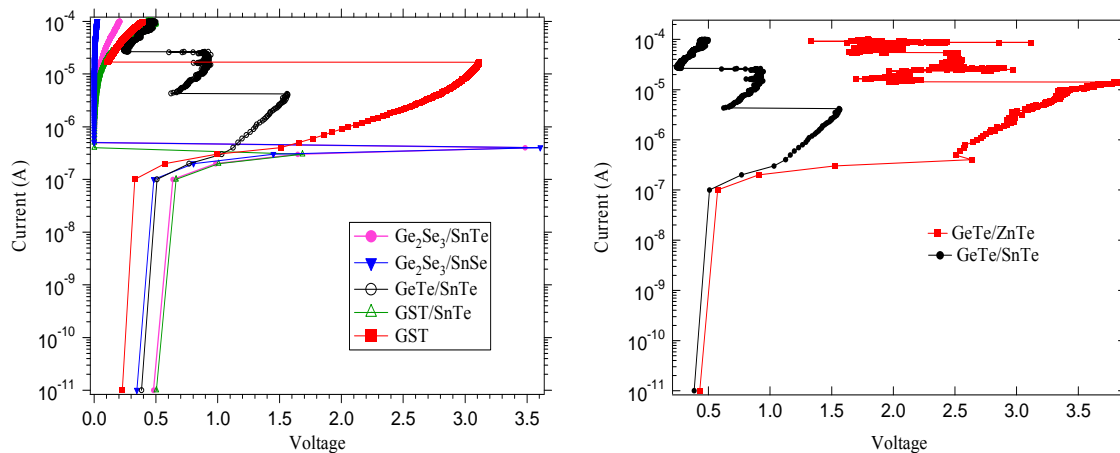 10⁻⁴
10⁻⁵
10⁻⁶
10⁻⁷
10⁻⁸
10⁻⁹
10⁻¹⁰
10⁻¹¹
Current (A)
0.0 0.5 1.0 1.5 2.0 2.5 3.0 3.5
Voltage
Ge₂Se₃/SnTe
Ge₂Se₃/SnSe
GeTe/SnTe
GST/SnTe
GST
10⁻⁴
10⁻⁵
10⁻⁶
10⁻⁷
10⁻⁸
10⁻⁹
10⁻¹⁰
10⁻¹¹
Current (A)
0.5 1.0 1.5 2.0 2.5 3.0 3.5
Voltage
GeTe/ZnTe
GeTe/SnTe